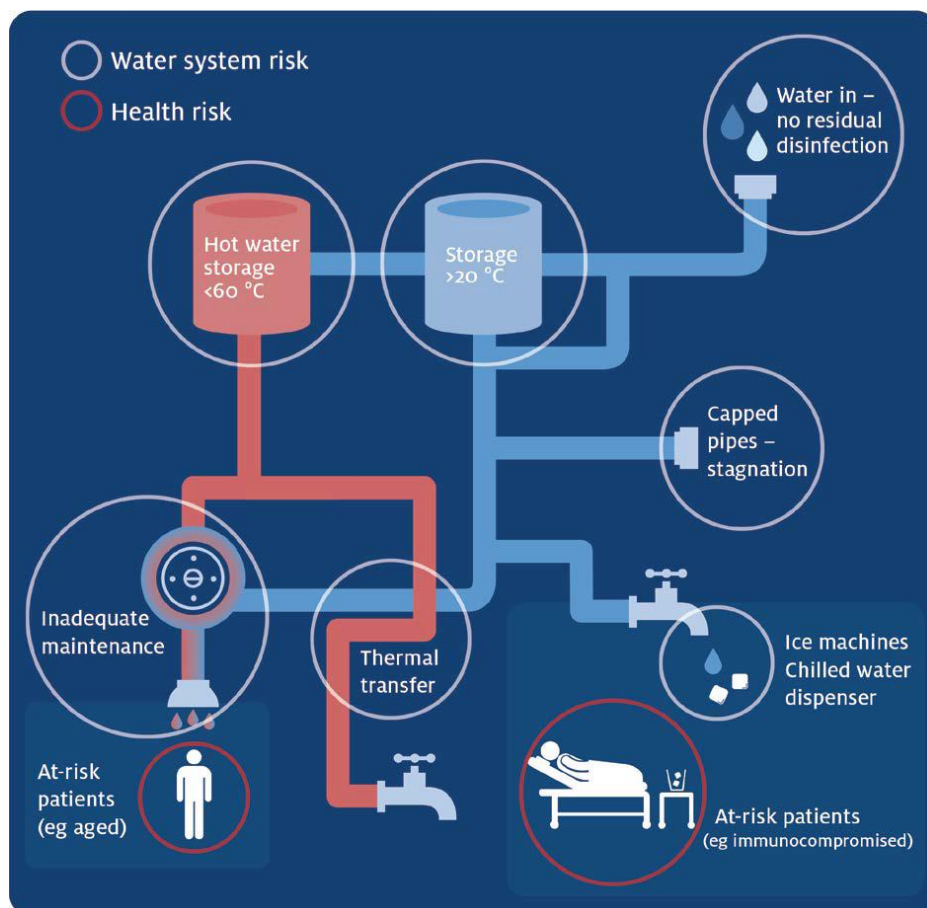 Water system risk
Health risk
Water in –
no residual
disinfection
Hot water
storage
<60 °C
Storage
>20 °C
Capped
pipes –
stagnation
Inadequate
maintenance
Thermal
transfer
Ice machines
Chilled water
dispenser
At-risk
patients
(eg aged)
At-risk patients
(eg immunocompromised)